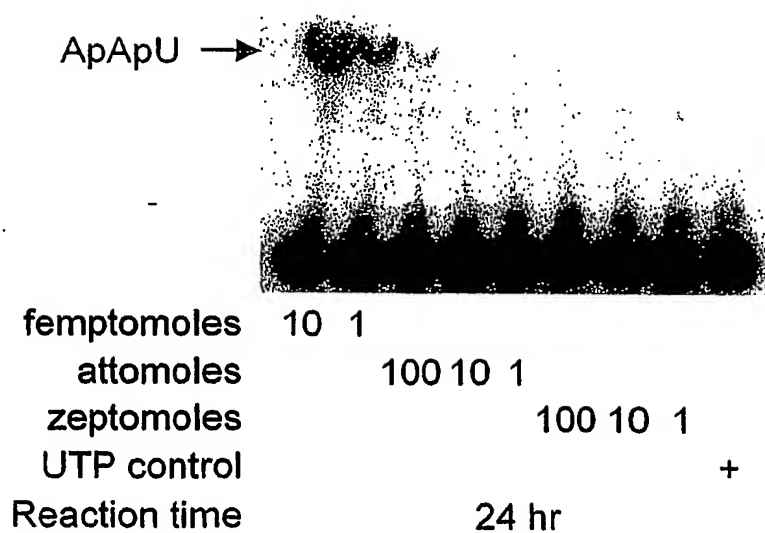 ApApU
femptomoles 10 1
attomoles 100 10 1
zeptomoles 100 10 1
UTP control +
Reaction time 24 hr